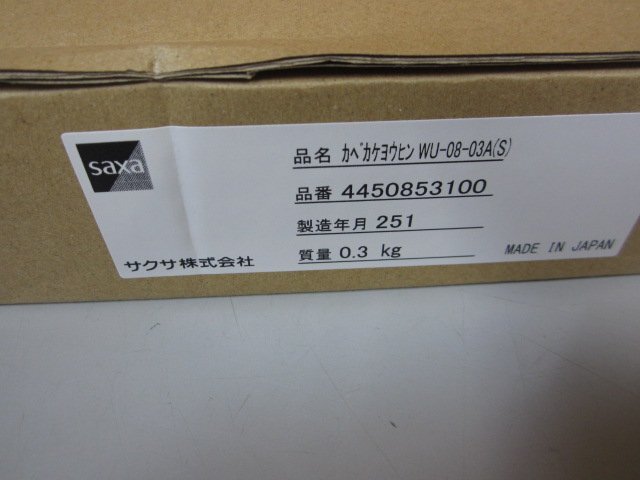 saxa
品名 カベカケヨウヒン WU-08-03A(S)
品番 4450853100
製造年月 251
質量 0.3 kg
サクサ株式会社
MADE IN JAPAN